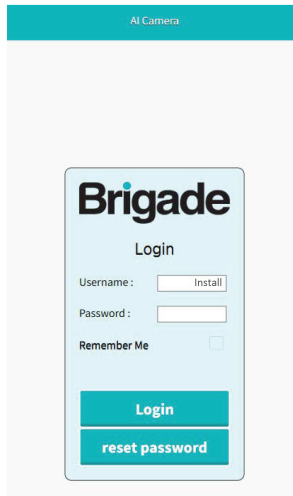 AI Camera
Brigade
Login
Username : Install
Password :
Remember Me
Login
reset password